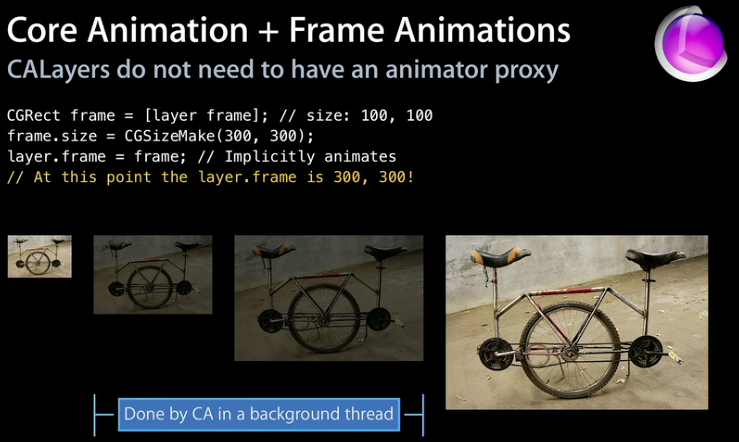 Core Animation + Frame Animations
CALayers do not need to have an animator proxy
CGRect frame = [layer frame]; // size: 100, 100
frame.size = CGSizeMake(300, 300);
layer.frame = frame; // Implicitly animates
// At this point the layer.frame is 300, 300!
Done by CA in a background thread